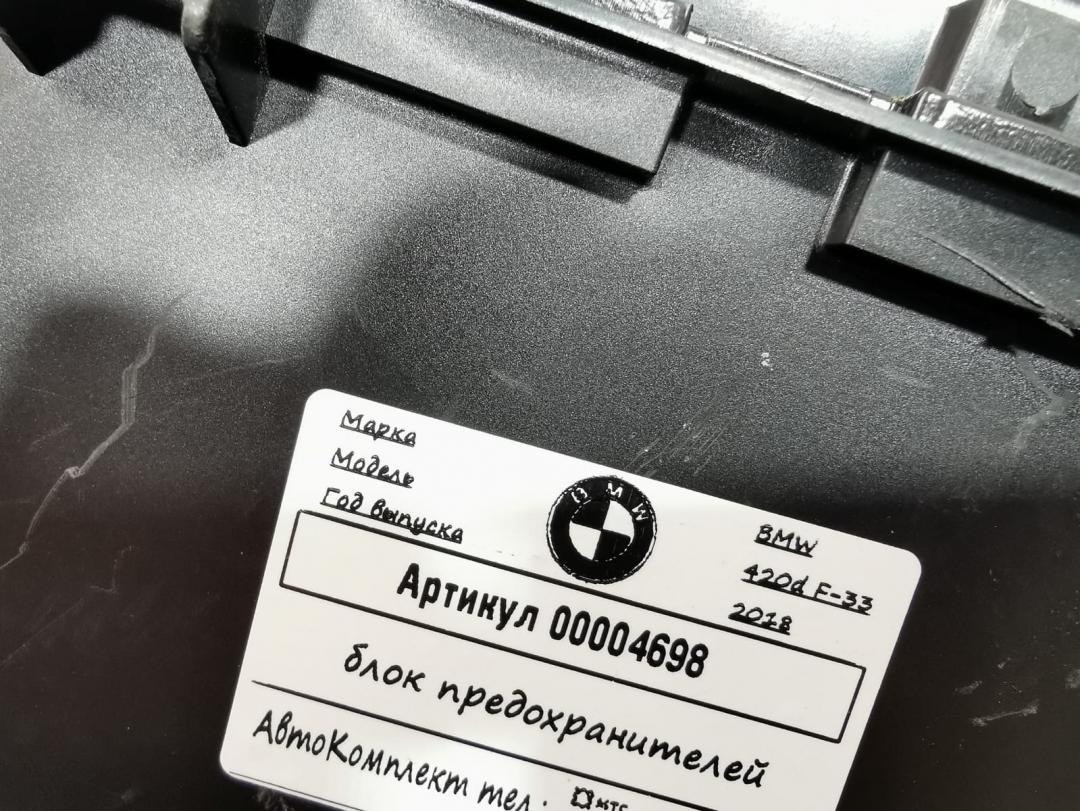 Марка
Модель
Год выпуска
BMW
BMW
420d F-33
2018
Артикул 00004698
блок предохранителей
АвтоКомплект тел.